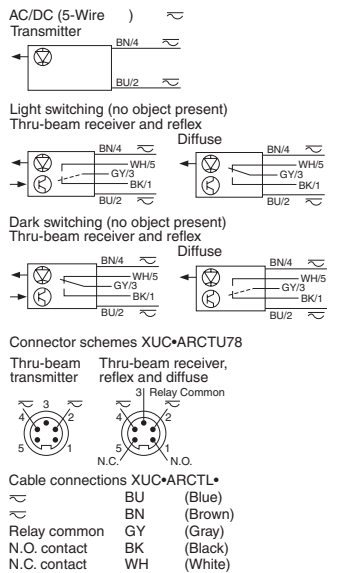 AC/DC (5-Wire )
Transmitter
BN/4
BU/2
Light switching (no object present)
Thru-beam receiver and reflex
Diffuse
BN/4
WH/5
GY/3
BK/1
BU/2
BN/4
WH/5
GY/3
BK/1
BU/2
Dark switching (no object present)
Thru-beam receiver and reflex
Diffuse
BN/4
WH/5
GY/3
BK/1
BU/2
BN/4
WH/5
GY/3
BK/1
BU/2
Connector schemes XUC•ARCTU78
Thru-beam transmitter
3
4 2
5 1
Thru-beam receiver, reflex and diffuse
3 Relay Common
4 2
5 1
N.C. N.O.
Cable connections XUC•ARCTL•
BU (Blue)
BN (Brown)
Relay common GY (Gray)
N.O. contact BK (Black)
N.C. contact WH (White)